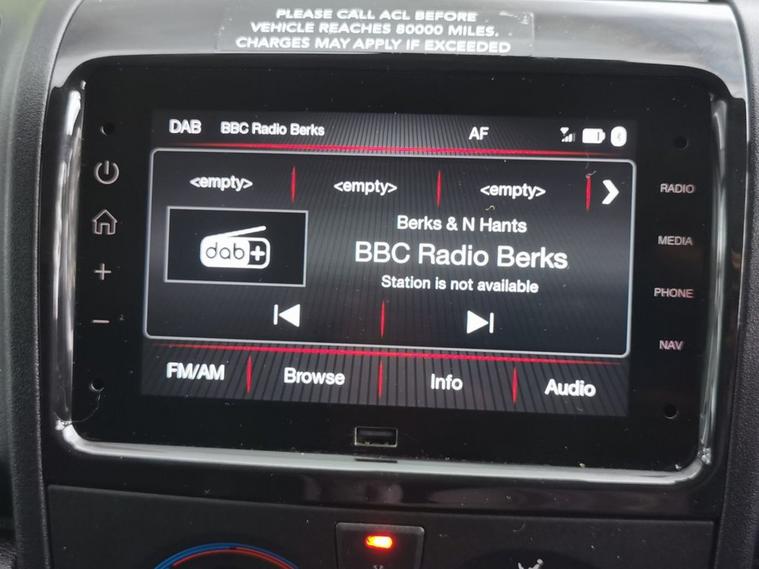 PLEASE CALL ACL BEFORE
VEHICLE REACHES 80000 MILES.
CHARGES MAY APPLY IF EXCEEDED
DAB BBC Radio Berks AF
<empty> <empty> <empty>
RADIO
Berks & N Hants
dab+
BBC Radio Berks
MEDIA
Station is not available
PHONE
NAV
FM/AM Browse Info Audio